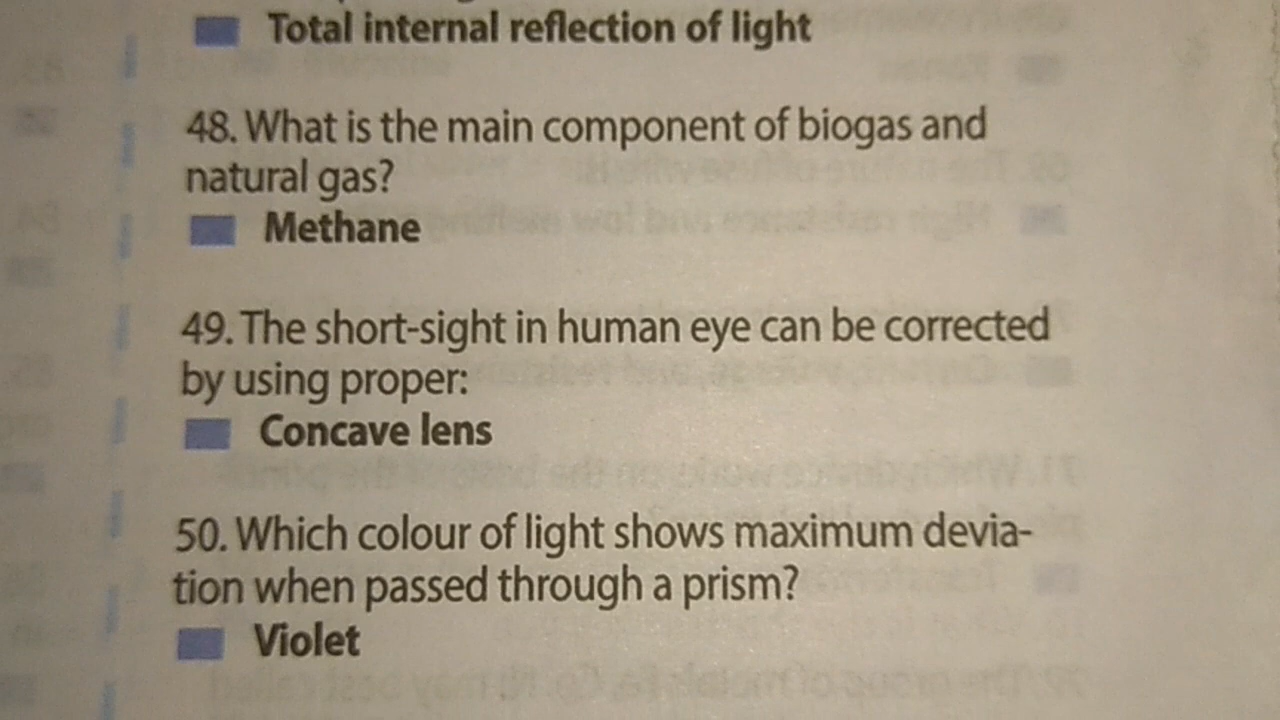 Total internal reflection of light
48. What is the main component of biogas and
natural gas?
Methane
49. The short-sight in human eye can be corrected
by using proper:
Concave lens
50. Which colour of light shows maximum devia-
tion when passed through a prism?
Violet